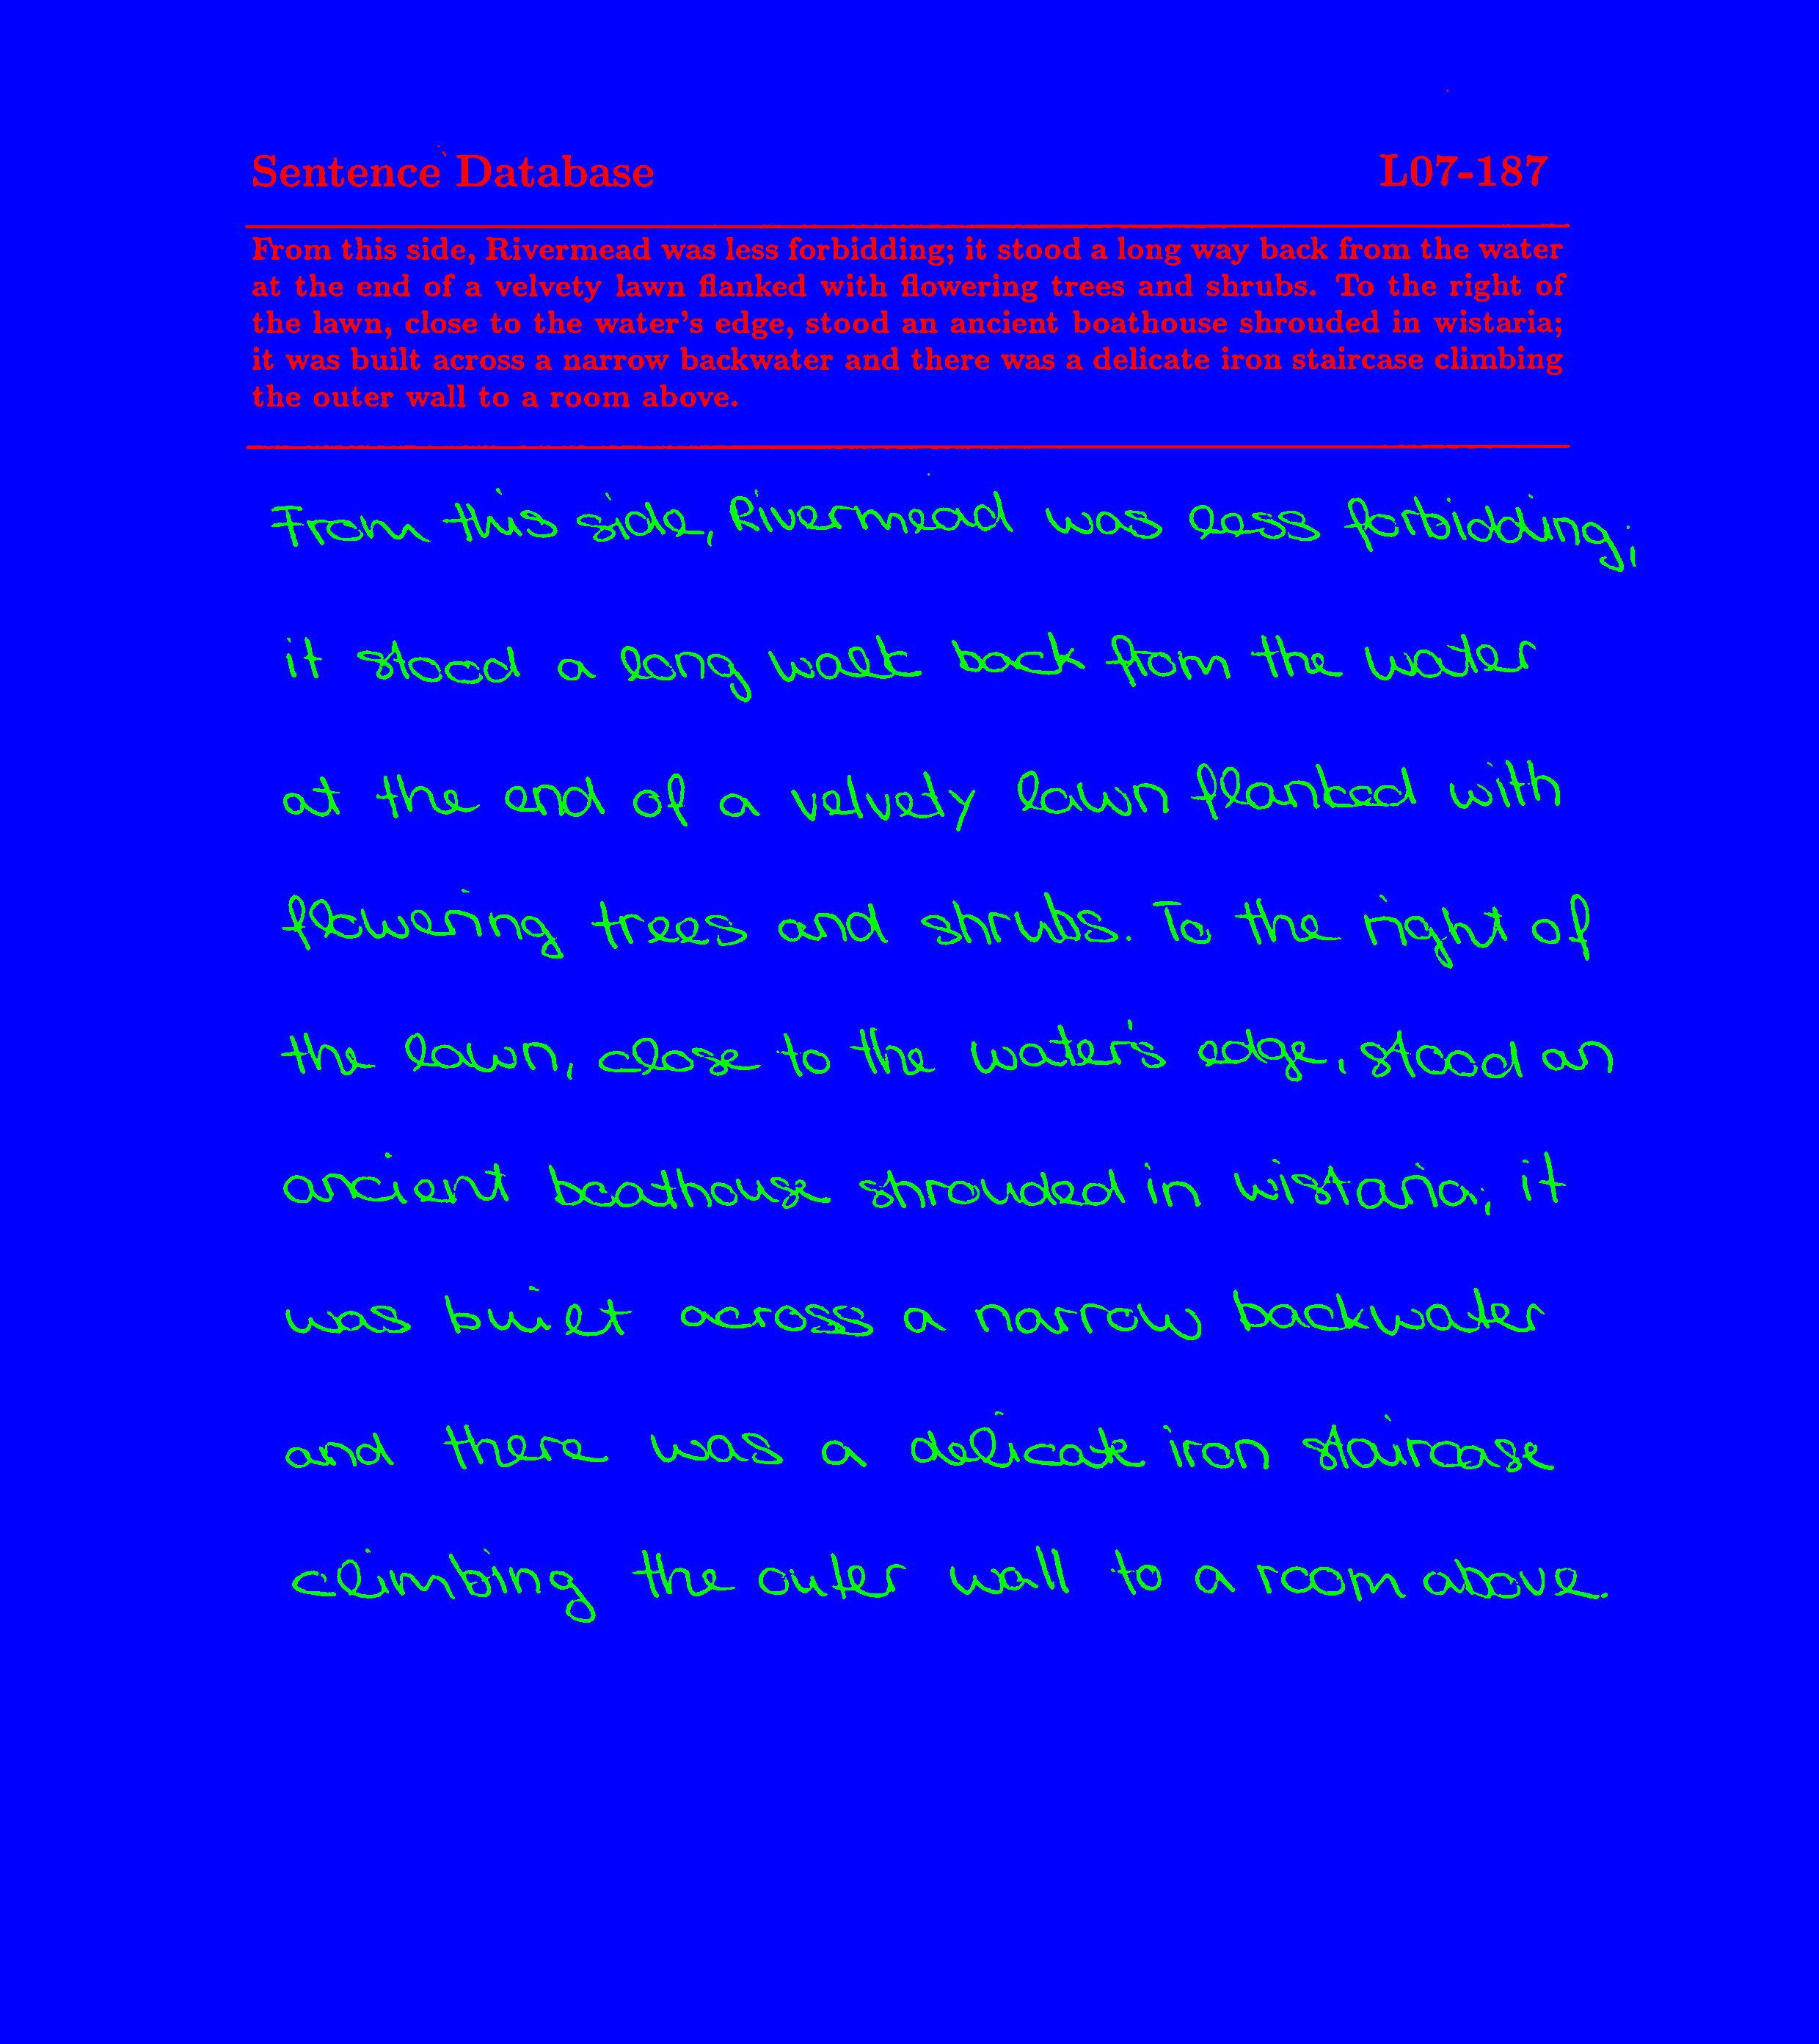 Sentence Database L07-187
From this side, Rivermead was less forbidding; it stood a long way back from the water
at the end of a velvety lawn flanked with flowering trees and shrubs. To the right of
the lawn, close to the water's edge, stood an ancient boathouse shrouded in wistaria;
it was built across a narrow backwater and there was a delicate iron staircase climbing
the outer wall to a room above.
From this side, Rivermead was less forbidding;
it stood a long walk back from the water
at the end of a velvety lawn flanked with
flowering trees and shrubs. To the right of
the lawn, close to the water's edge, stood an
ancient boathouse shrouded in wistaria; it
was built across a narrow backwater
and there was a delicate iron staircase
climbing the outer wall to a room above.